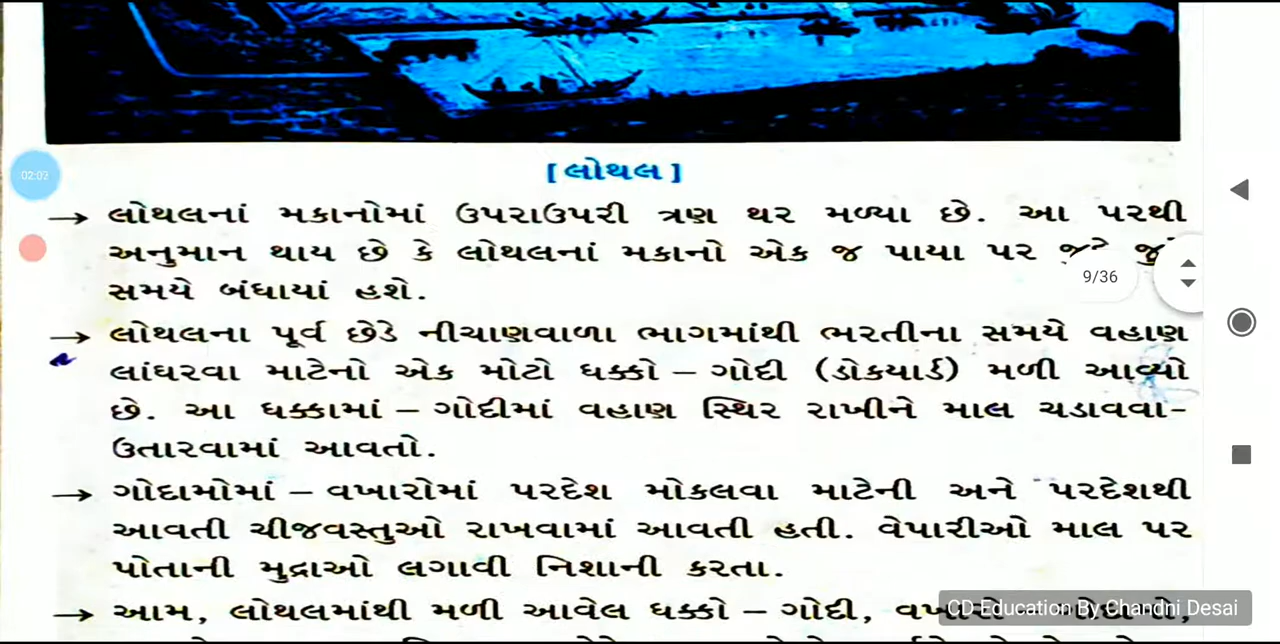 [ લોથલ ]
02:02
→ લોથલનાં મકાનોમાં ઉપરાઉપરી ત્રણ થર મળ્યા છે. આ પરથી
અનુમાન થાય છે કે લોથલનાં મકાનો એક જ પાયા પર
9/36
સમયે બંધાયાં હશે.
→ લોથલના પૂર્વ છેડે નીચાણવાળા ભાગમાંથી ભરતીના સમયે વહાણ
લાંઘરવા માટેનો એક મોટો ધક્કો – ગોદી (ડોકયાર્ડ) મળી આવ્યો
છે. આ ધક્કામાં – ગોદીમાં વહાણ સ્થિર રાખીને માલ ચડાવવા-
ઉતારવામાં આવતો.
→ ગોદામોમાં – વખારોમાં પરદેશ મોકલવા માટેની અને પરદેશથી
આવતી ચીજવસ્તુઓ રાખવામાં આવતી હતી. વેપારીઓ માલ પર
પોતાની મુદ્રાઓ લગાવી નિશાની કરતા.
→ આમ, લોથલમાંથી મળી આવેલ ધક્કો – ગોદી,
CD Education By Chandni Desai